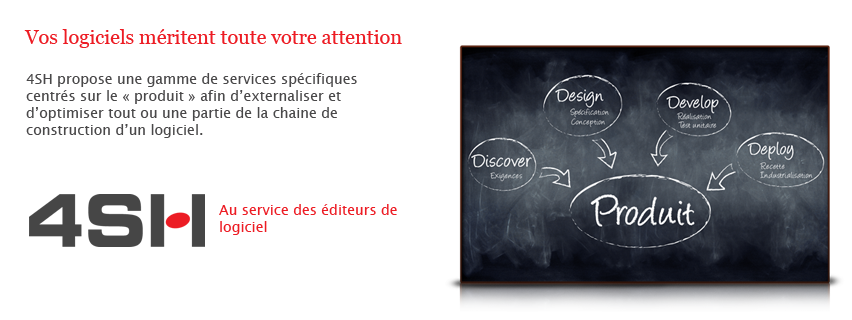 Vos logiciels méritent toute votre attention
4SH propose une gamme de services spécifiques
centrés sur le « produit » afin d’externaliser et
d’optimiser tout ou une partie de la chaine de
construction d’un logiciel.
4SH
Au service des éditeurs de
logiciel
Discover
Exigences
Design
Spécification
Conception
Develop
Réalisation
Test unitaire
Deploy
Recette
Industrialisation
Produit